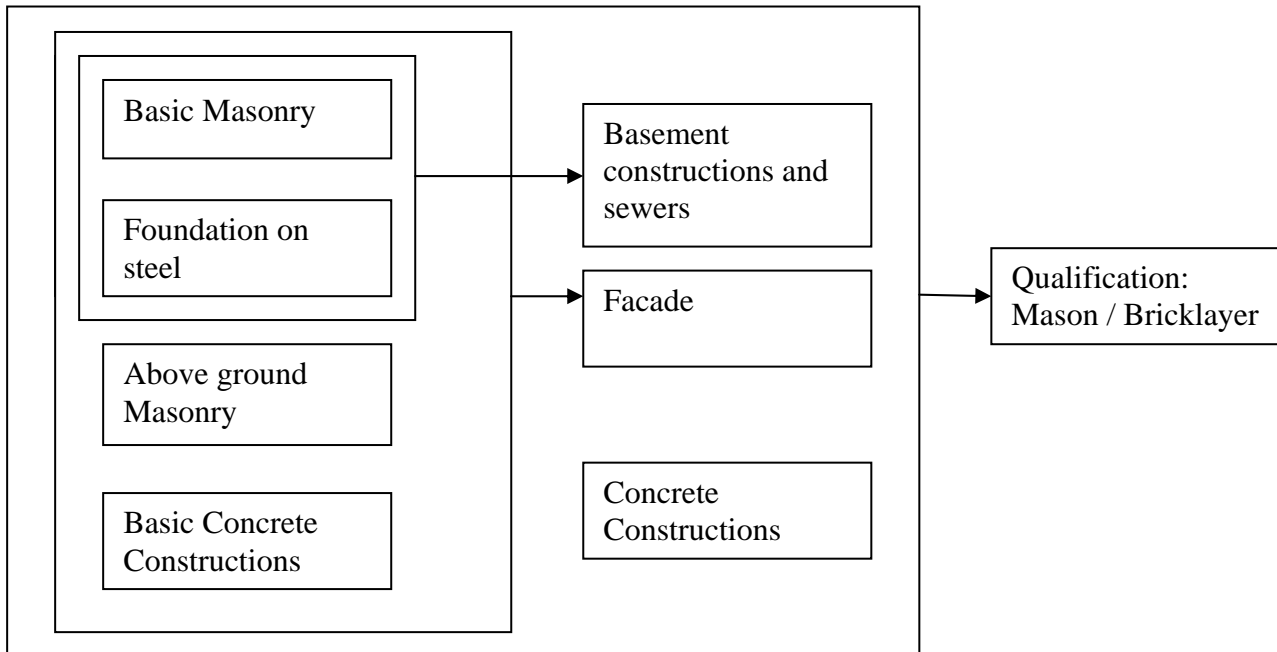 Basic Masonry
Foundation on
steel
Above ground
Masonry
Basic Concrete
Constructions
Basement
constructions and
sewers
Facade
Concrete
Constructions
Qualification:
Mason / Bricklayer